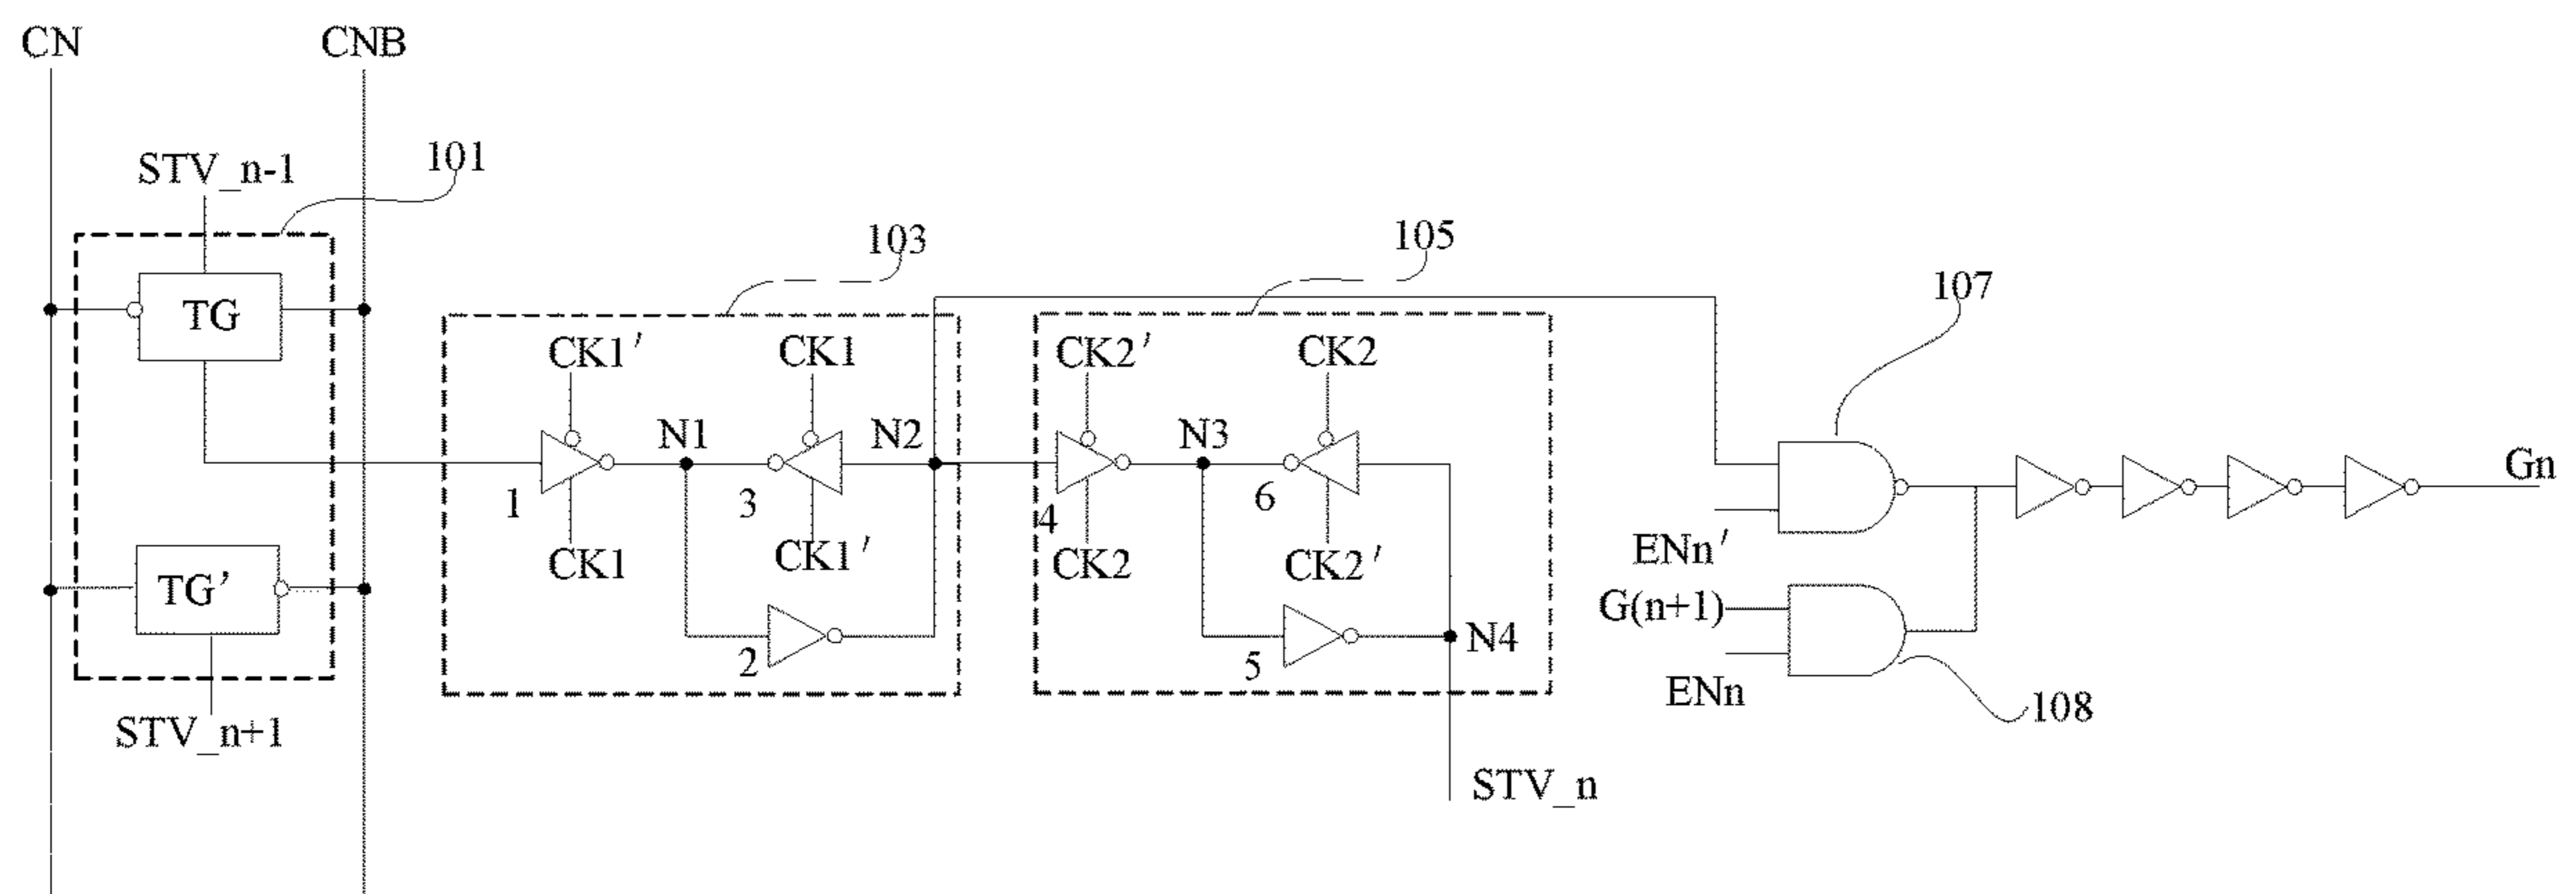 CN
CNB
STV_n-1
101
TG
TG'
STV_n+1
103
CK1'
CK1
N1
N2
1
3
CK1
CK1'
2
105
CK2'
CK2
N3
4
6
CK2
CK2'
5
N4
STV_n
107
ENn'
G(n+1)
ENn
108
Gn